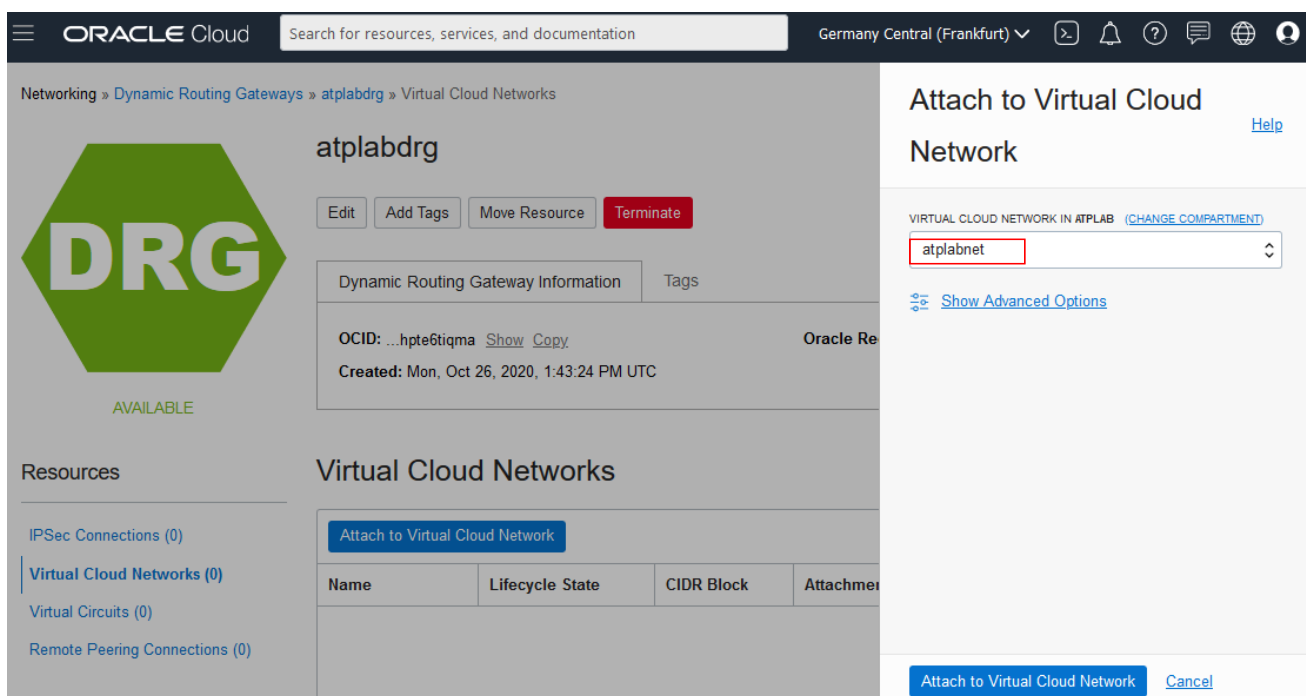 ORACLE Cloud
Search for resources, services, and documentation
Germany Central (Frankfurt)
Networking » Dynamic Routing Gateways » atplabdrg » Virtual Cloud Networks
DRG
AVAILABLE
atplabdrg
Edit
Add Tags
Move Resource
Terminate
Dynamic Routing Gateway Information
Tags
OCID: ...hpte6tiqma Show Copy
Oracle Re
Created: Mon, Oct 26, 2020, 1:43:24 PM UTC
Resources
IPSec Connections (0)
Virtual Cloud Networks (0)
Virtual Circuits (0)
Remote Peering Connections (0)
Virtual Cloud Networks
Attach to Virtual Cloud Network
Name
Lifecycle State
CIDR Block
Attachmen
Attach to Virtual Cloud
Network
Help
VIRTUAL CLOUD NETWORK IN ATPLAB (CHANGE COMPARTMENT)
atplabnet
Show Advanced Options
Attach to Virtual Cloud Network
Cancel